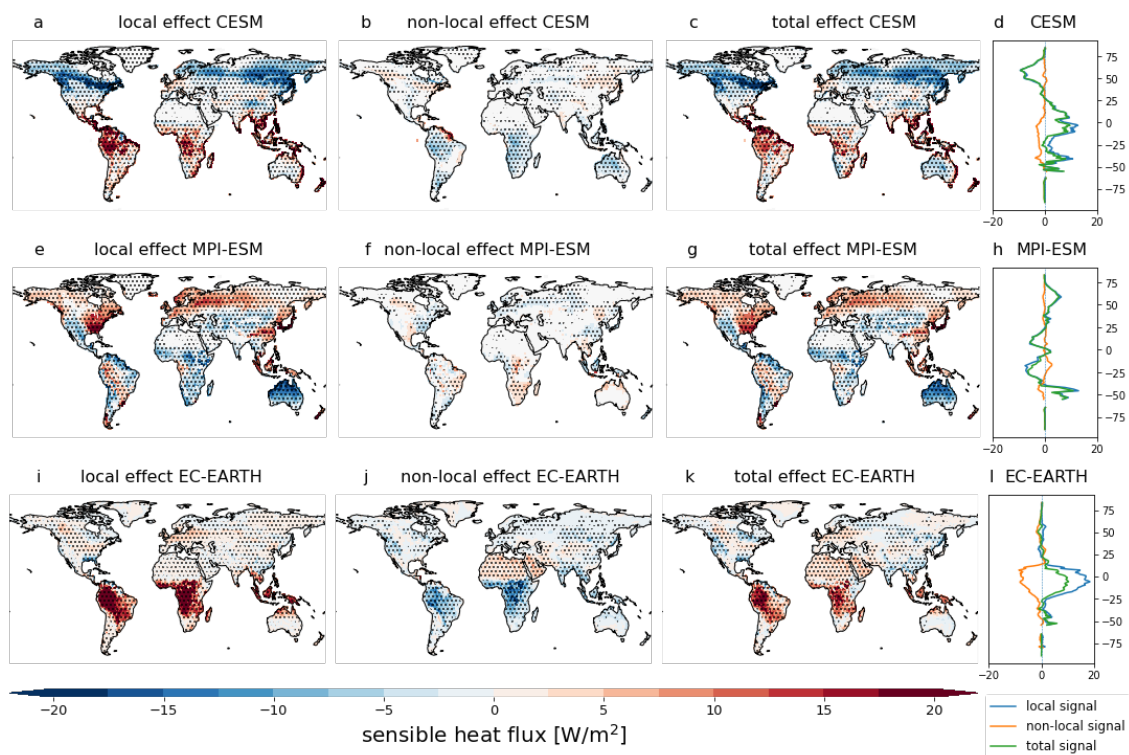 a local effect CESM b non-local effect CESM c total effect CESM d CESM
75
50
25
0
−25
−50
−75
−20 0 20
e local effect MPI-ESM f non-local effect MPI-ESM g total effect MPI-ESM h MPI-ESM
75
50
25
0
−25
−50
−75
−20 0 20
i local effect EC-EARTH j non-local effect EC-EARTH k total effect EC-EARTH l EC-EARTH
75
50
25
0
−25
−50
−75
−20 0 20
−20 −15 −10 −5 0 5 10 15 20
sensible heat flux [W/m²]
local signal
non-local signal
total signal